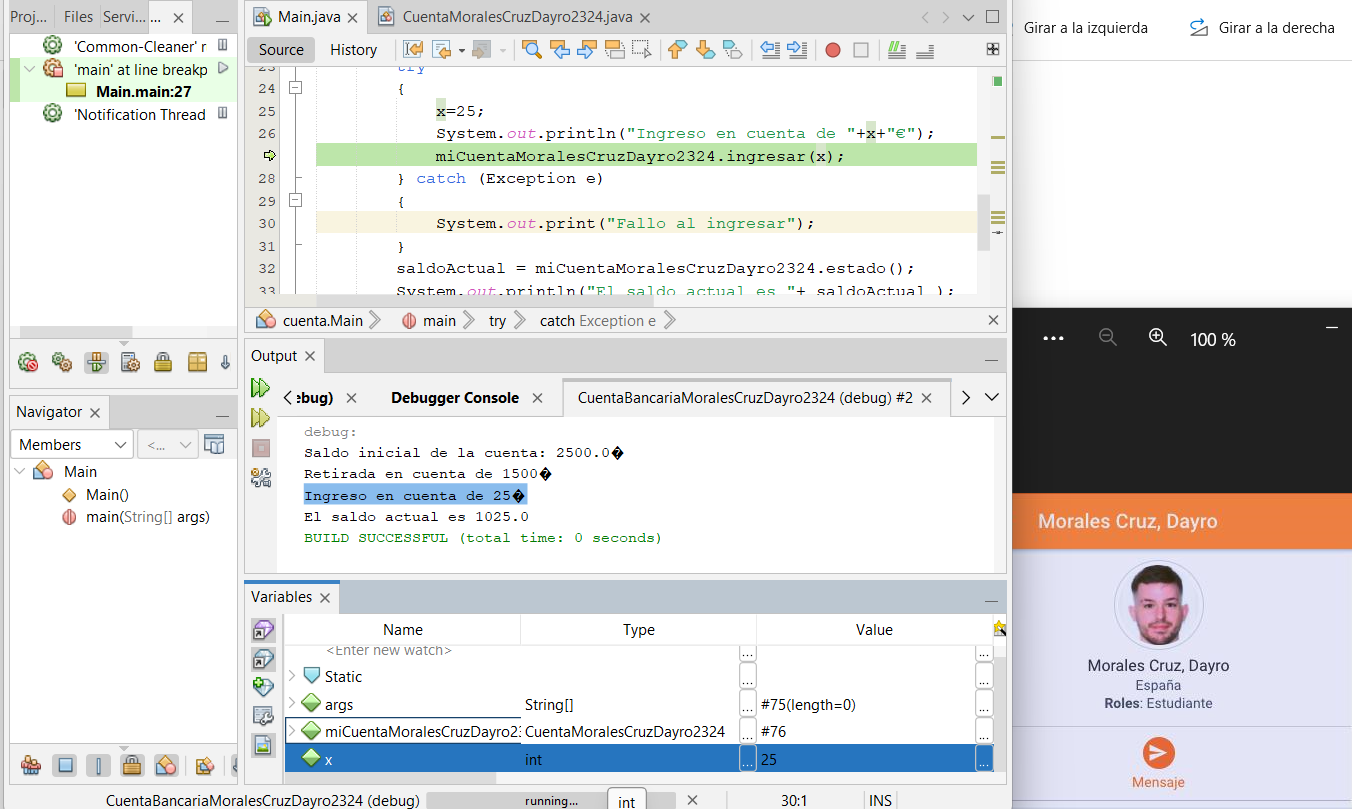 Proj... Files Servi... ...
'Common-Cleaner' r
'main' at line breakp
Main.main:27
'Notification Thread
Main.java CuentaMoralesCruzDayro2324.java
Source History
try
24 {
25 x=25;
26 System.out.println("Ingreso en cuenta de "+x+"€");
miCuentaMoralesCruzDayro2324.ingresar(x);
28 } catch (Exception e)
29 {
30 System.out.print("Fallo al ingresar");
31 }
32 saldoActual = miCuentaMoralesCruzDayro2324.estado();
33 System.out.println("El saldo actual es "+ saldoActual );
cuenta.Main main try catch Exception e
Navigator
Members <...
Main
Main()
main(String[] args)
Output
ebug) Debugger Console CuentaBancariaMoralesCruzDayro2324 (debug) #2
debug:
Saldo inicial de la cuenta: 2500.0�
Retirada en cuenta de 1500�
Ingreso en cuenta de 25�
El saldo actual es 1025.0
BUILD SUCCESSFUL (total time: 0 seconds)
Variables
Name Type Value
<Enter new watch> ... ...
Static ... ...
args String[] ... #75(length=0) ...
miCuentaMoralesCruzDayro23 CuentaMoralesCruzDayro2324 ... #76 ...
x int ... 25 ...
CuentaBancariaMoralesCruzDayro2324 (debug) running... int 30:1 INS
Girar a la izquierda Girar a la derecha
100 %
Morales Cruz, Dayro
Morales Cruz, Dayro
España
Roles: Estudiante
Mensaje